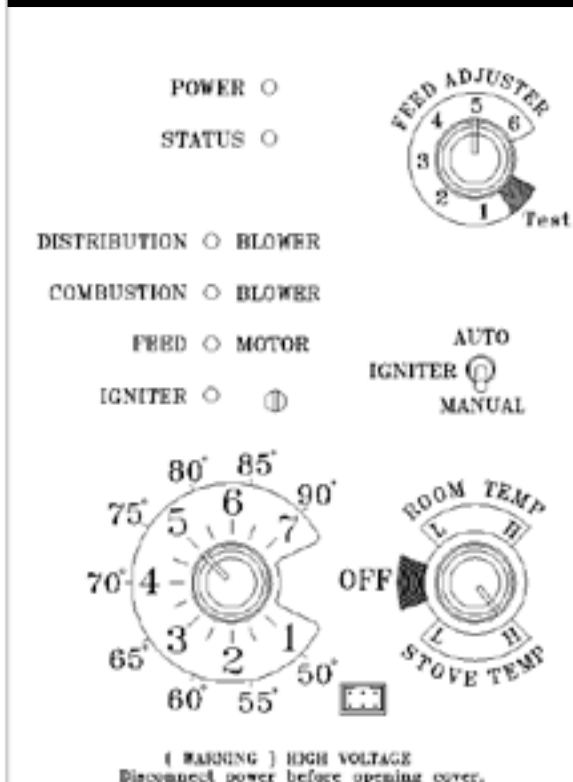 POWER
FEED ADJUSTER
1 2 3 4 5 6
Test
STATUS
DISTRIBUTION BLOWER
COMBUSTION BLOWER
FEED MOTOR
IGNITER
AUTO
IGNITER
MANUAL
50° 55° 60° 65° 70° 75° 80° 85° 90°
1 2 3 4 5 6 7
ROOM TEMP
L H
OFF
L H
STOVE TEMP
( WARNING ) HIGH VOLTAGE
Disconnect power before opening cover.